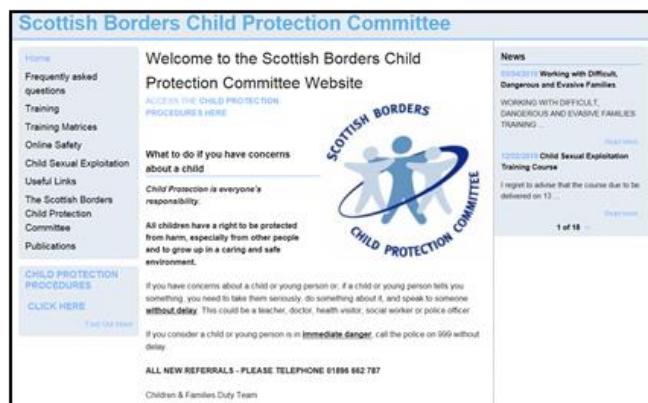 Scottish Borders Child Protection Committee
Home
Frequently asked
questions
Training
Training Matrices
Online Safety
Child Sexual Exploitation
Useful Links
The Scottish Borders
Child Protection
Committee
Publications
CHILD PROTECTION
PROCEDURES
CLICK HERE
Find Out More
Welcome to the Scottish Borders Child
Protection Committee Website
ACCESS THE CHILD PROTECTION
PROCEDURES HERE
SCOTTISH BORDERS
CHILD PROTECTION COMMITTEE
What to do if you have concerns
about a child
Child Protection is everyone's
responsibility.
All children have a right to be protected
from harm, especially from other people
and to grow up in a caring and safe
environment.
If you have concerns about a child or young person or, if a child or young person tells you
something, you need to take them seriously, do something about it, and speak to someone
without delay. This could be a teacher, doctor, health visitor, social worker or police officer.
If you consider a child or young person is in immediate danger, call the police on 999 without
delay.
ALL NEW REFERRALS - PLEASE TELEPHONE 01896 662 787
Children & Families Duty Team
News
Working with Difficult,
Dangerous and Evasive Families
WORKING WITH DIFFICULT,
DANGEROUS AND EVASIVE FAMILIES
TRAINING ...
Read more
Child Sexual Exploitation
Training Course
I regret to advise that the course due to be
delivered on 13 ...
Read more
1 of 18